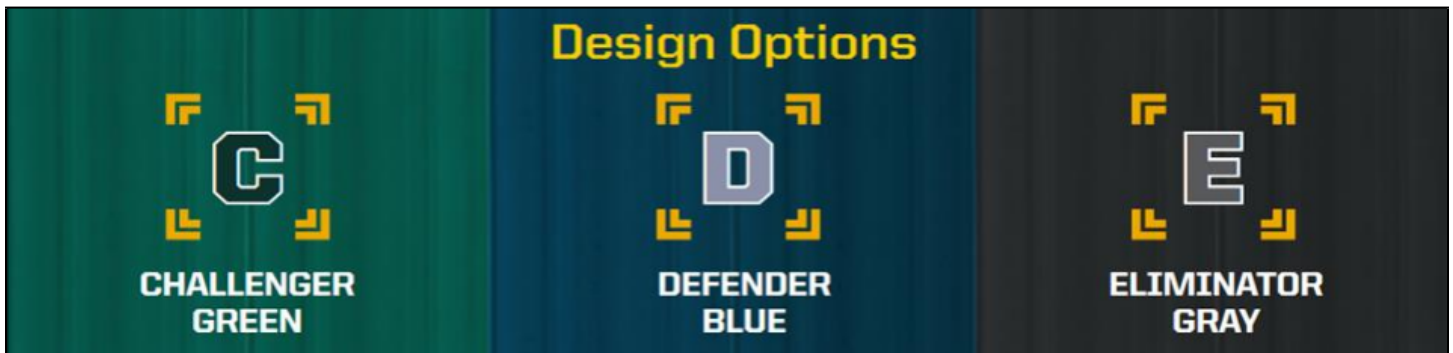 Design Options
C
CHALLENGER
GREEN
D
DEFENDER
BLUE
E
ELIMINATOR
GRAY